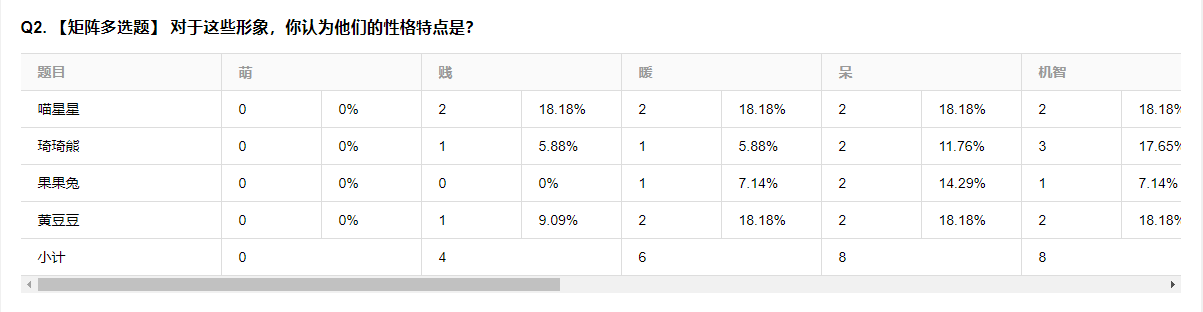 Q2. 【矩阵多选题】 对于这些形象，你认为他们的性格特点是?
题目 萌 贱 暖 呆 机智
喵星星 0 0% 2 18.18% 2 18.18% 2 18.18% 2 18.18%
琦琦熊 0 0% 1 5.88% 1 5.88% 2 11.76% 3 17.65%
果果兔 0 0% 0 0% 1 7.14% 2 14.29% 1 7.14%
黄豆豆 0 0% 1 9.09% 2 18.18% 2 18.18% 2 18.18%
小计 0 4 6 8 8